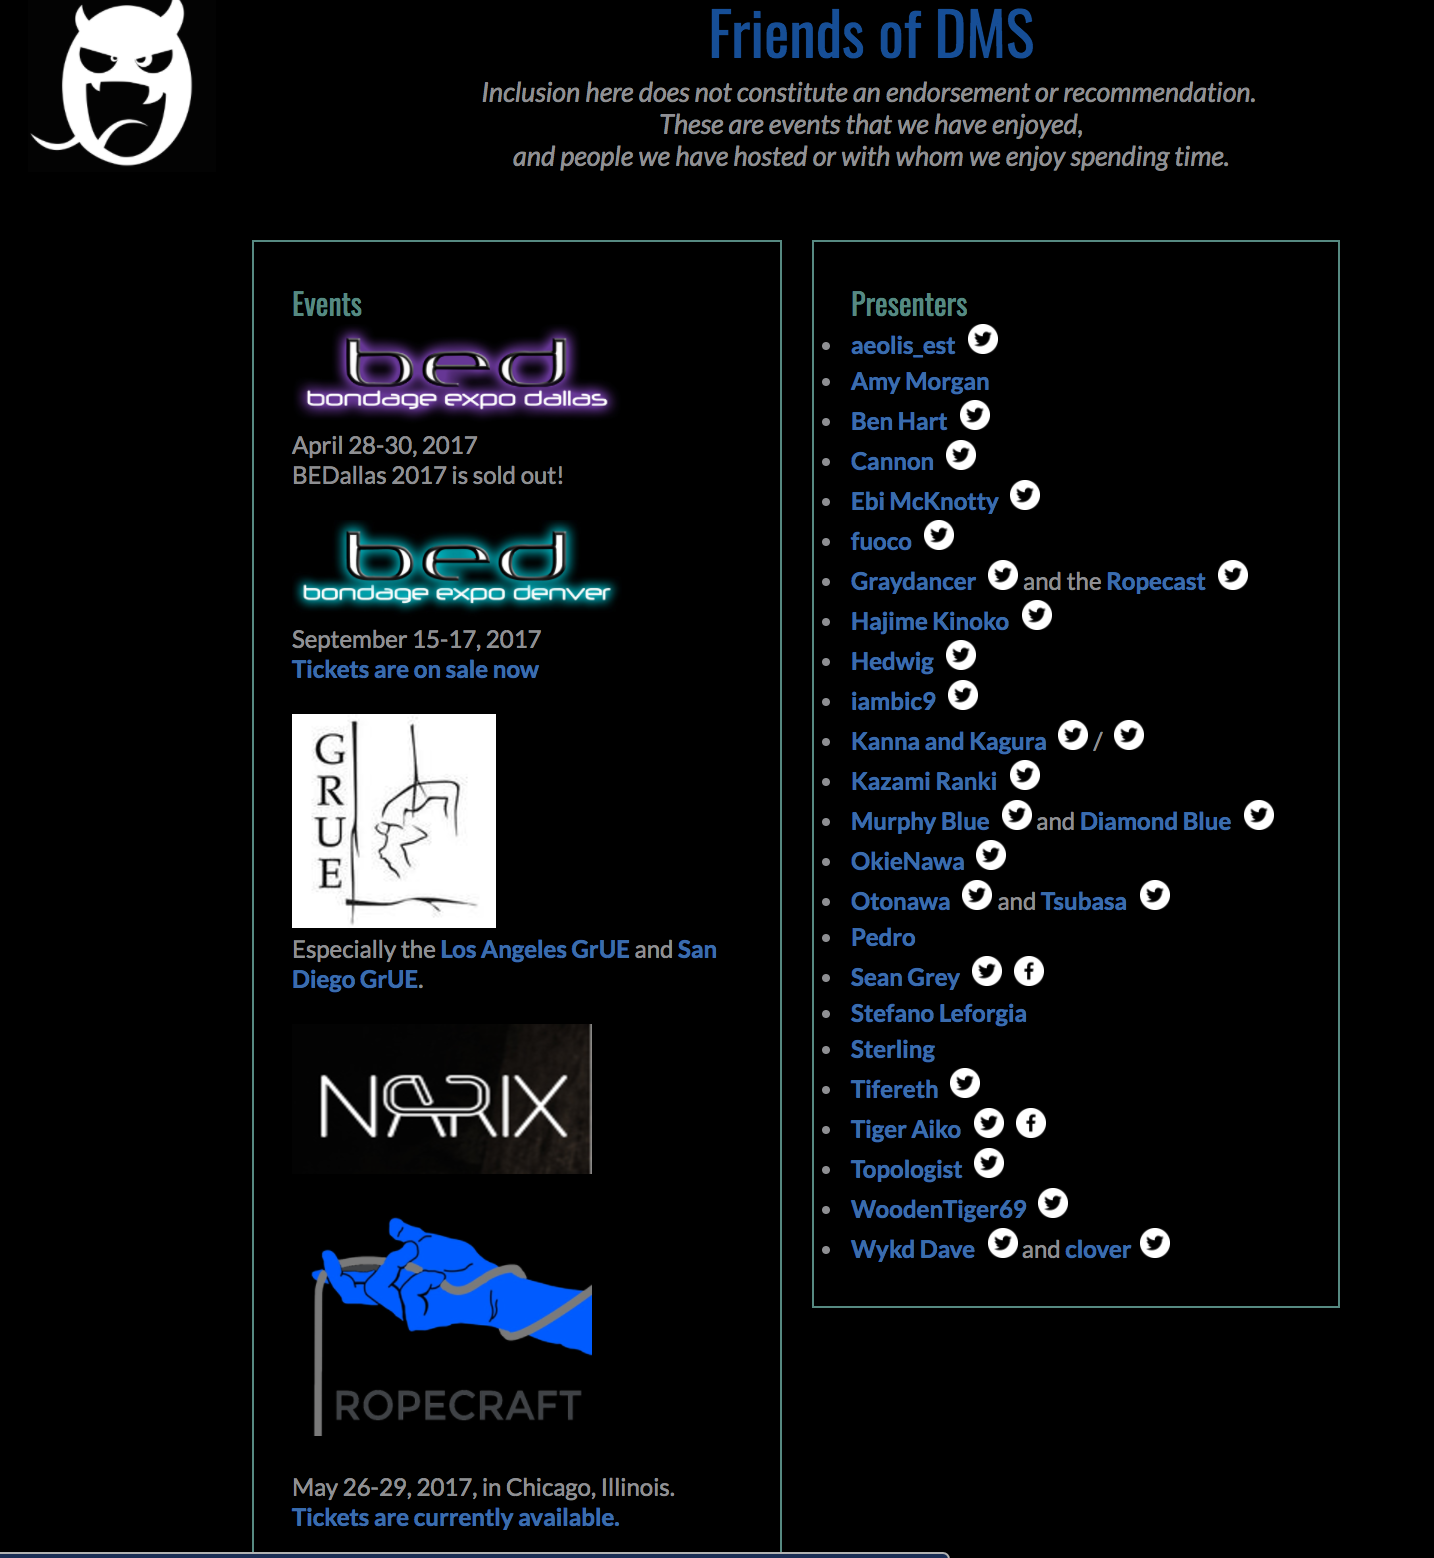 Friends of DMS
Inclusion here does not constitute an endorsement or recommendation.
These are events that we have enjoyed,
and people we have hosted or with whom we enjoy spending time.
Events
bed
bondage expo dallas
April 28-30, 2017
BEDallas 2017 is sold out!
bed
bondage expo denver
September 15-17, 2017
Tickets are on sale now
GRUE
Especially the Los Angeles GrUE and San
Diego GrUE.
NARIX
ROPECRAFT
May 26-29, 2017, in Chicago, Illinois.
Tickets are currently available.
Presenters
aeolis_est
Amy Morgan
Ben Hart
Cannon
Ebi McKnotty
fuoco
Graydancer and the Ropecast
Hajime Kinoko
Hedwig
iambic9
Kanna and Kagura /
Kazami Ranki
Murphy Blue and Diamond Blue
OkieNawa
Otonawa and Tsubasa
Pedro
Sean Grey
Stefano Leforgia
Sterling
Tifereth
Tiger Aiko
Topologist
WoodenTiger69
Wykd Dave and clover